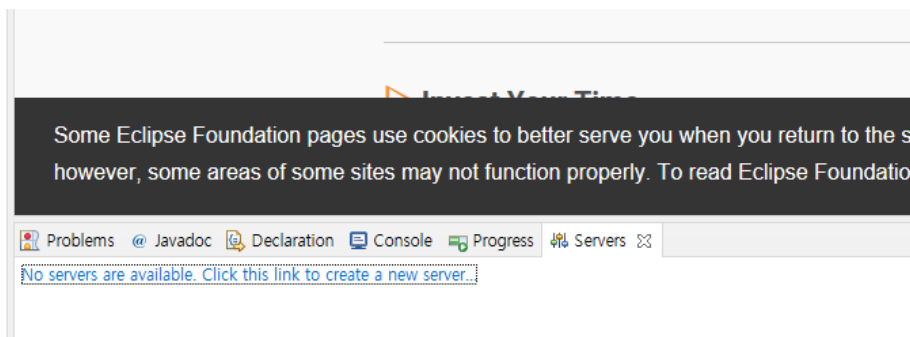 Some Eclipse Foundation pages use cookies to better serve you when you return to the s
however, some areas of some sites may not function properly. To read Eclipse Foundatio
Problems @ Javadoc Declaration Console Progress Servers
No servers are available. Click this link to create a new server...